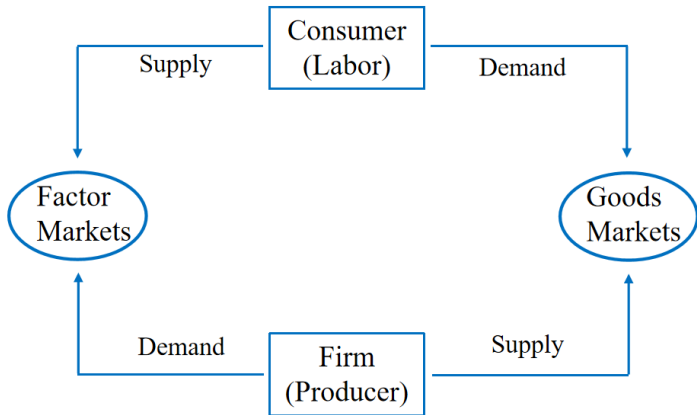 Consumer
(Labor)
Supply
Demand
Factor
Markets
Goods
Markets
Demand
Firm
(Producer)
Supply